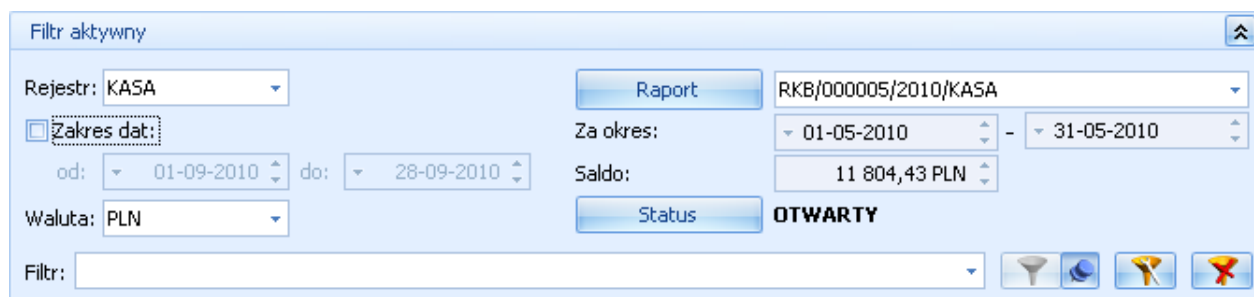 Filtr aktywny
Rejestr: KASA Raport RKB/000005/2010/KASA
Zakres dat: Za okres: 01-05-2010 - 31-05-2010
od: 01-09-2010 do: 28-09-2010 Saldo: 11 804,43 PLN
Waluta: PLN Status OTWARTY
Filtr: